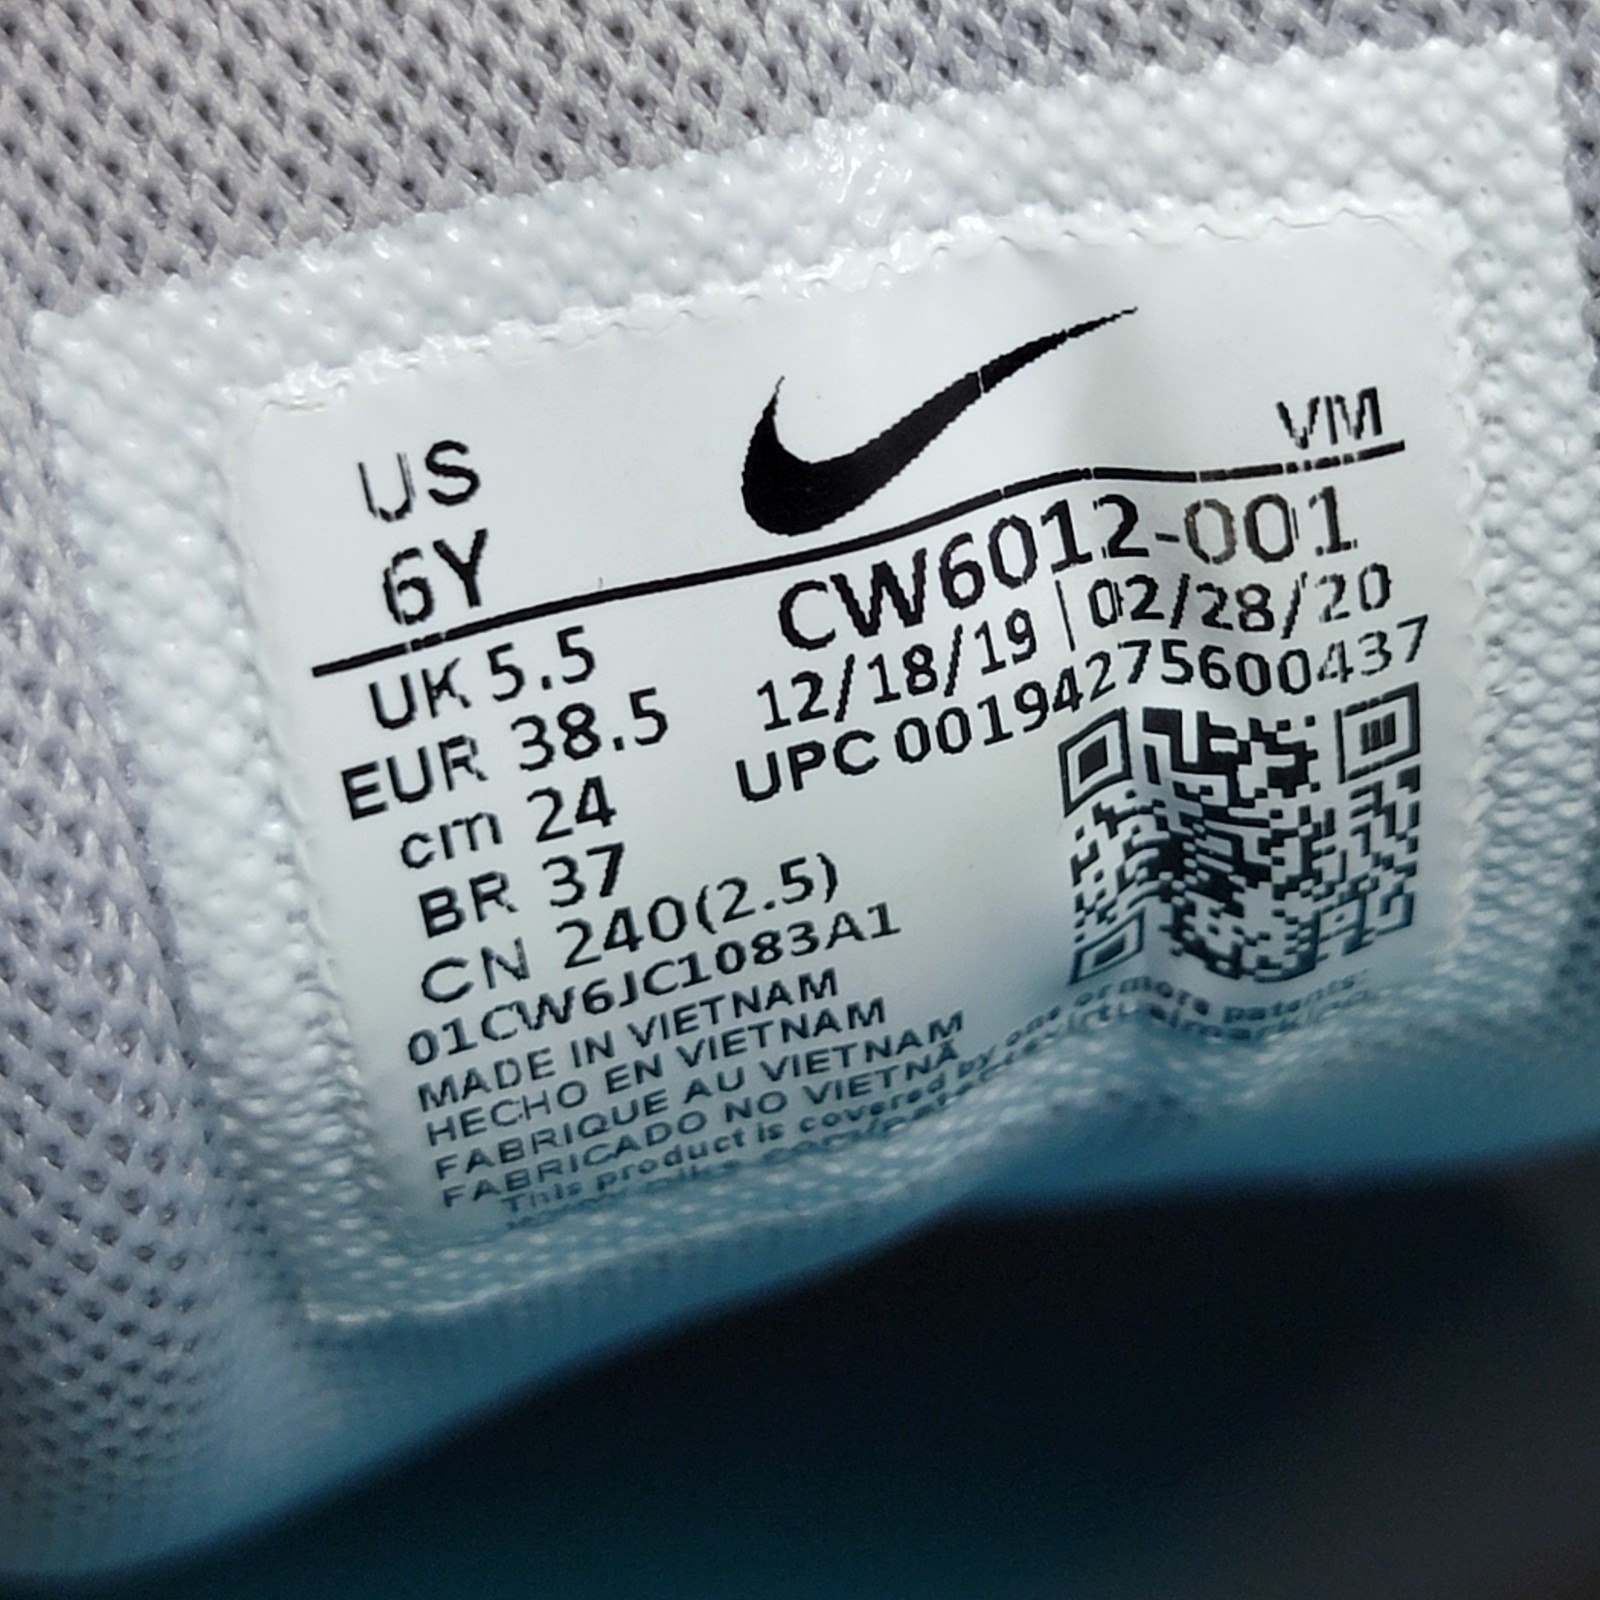 US
6Y
VM
UK 5.5
EUR 38.5
cm 24
BR 37
CN 240(2.5)
CW6012-001
12/18/19 | 02/28/20
UPC 00194275600437
01CW6JC1083A1
MADE IN VIETNAM
HECHO EN VIETNAM
FABRIQUE AU VIETNAM
FABRICADO NO VIETNÃ
This product is covered by one or more patents: